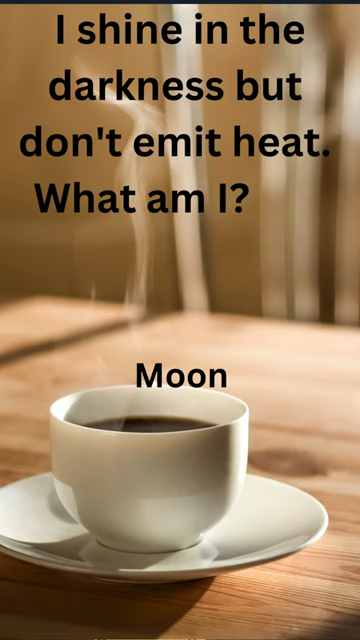 I shine in the
darkness but
don't emit heat.
What am I?
Moon